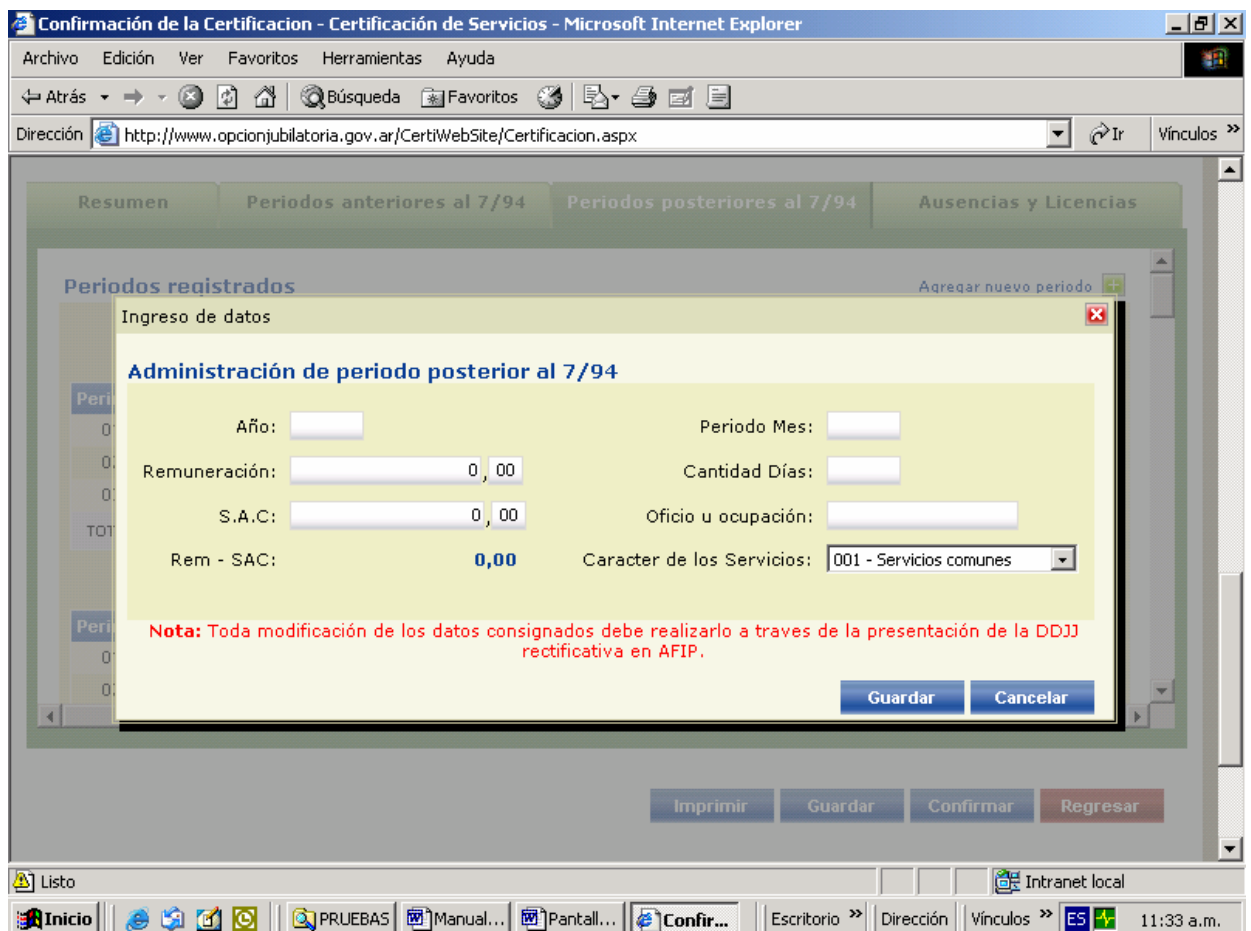 Confirmación de la Certificacion - Certificación de Servicios - Microsoft Internet Explorer
Archivo Edición Ver Favoritos Herramientas Ayuda
Atrás Búsqueda Favoritos
Dirección http://www.opcionjubilatoria.gov.ar/CertiWebSite/Certificacion.aspx Ir Vínculos »
Resumen Periodos anteriores al 7/94 Periodos posteriores al 7/94 Ausencias y Licencias
Periodos registrados Agregar nuevo periodo
Ingreso de datos
Administración de periodo posterior al 7/94
Año: Periodo Mes:
Remuneración: 0 , 00 Cantidad Días:
S.A.C: 0 , 00 Oficio u ocupación:
Rem - SAC: 0,00 Caracter de los Servicios: 001 - Servicios comunes
Nota: Toda modificación de los datos consignados debe realizarlo a traves de la presentación de la DDJJ
rectificativa en AFIP.
Guardar Cancelar
Imprimir Guardar Confirmar Regresar
Listo Intranet local
Inicio PRUEBAS Manual... Pantall... Confir... Escritorio » Dirección Vínculos » ES 11:33 a.m.